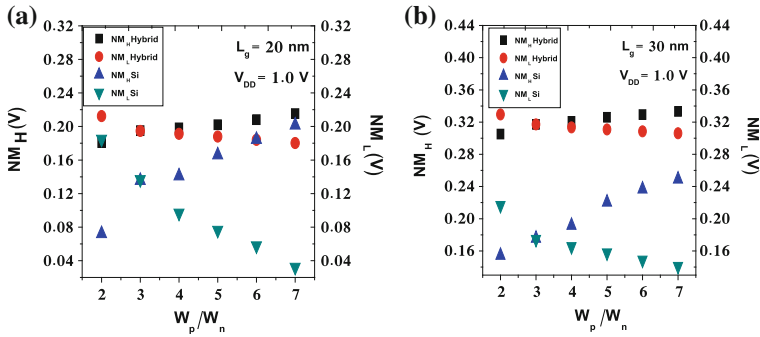 (a)
NM_H Hybrid
NM_L Hybrid
NM_H Si
NM_L Si
L_g = 20 nm
V_DD = 1.0 V
0.32
0.28
0.24
0.20
0.16
0.12
0.08
0.04
NM_H (V)
0.32
0.28
0.24
0.20
0.16
0.12
0.08
0.04
NM_L (V)
2 3 4 5 6 7
W_p/W_n
(b)
NM_H Hybrid
NM_L Hybrid
NM_H Si
NM_L Si
L_g = 30 nm
V_DD = 1.0 V
0.44
0.40
0.36
0.32
0.28
0.24
0.20
0.16
NM_H (V)
0.44
0.40
0.36
0.32
0.28
0.24
0.20
0.16
NM_L (V)
2 3 4 5 6 7
W_p/W_n